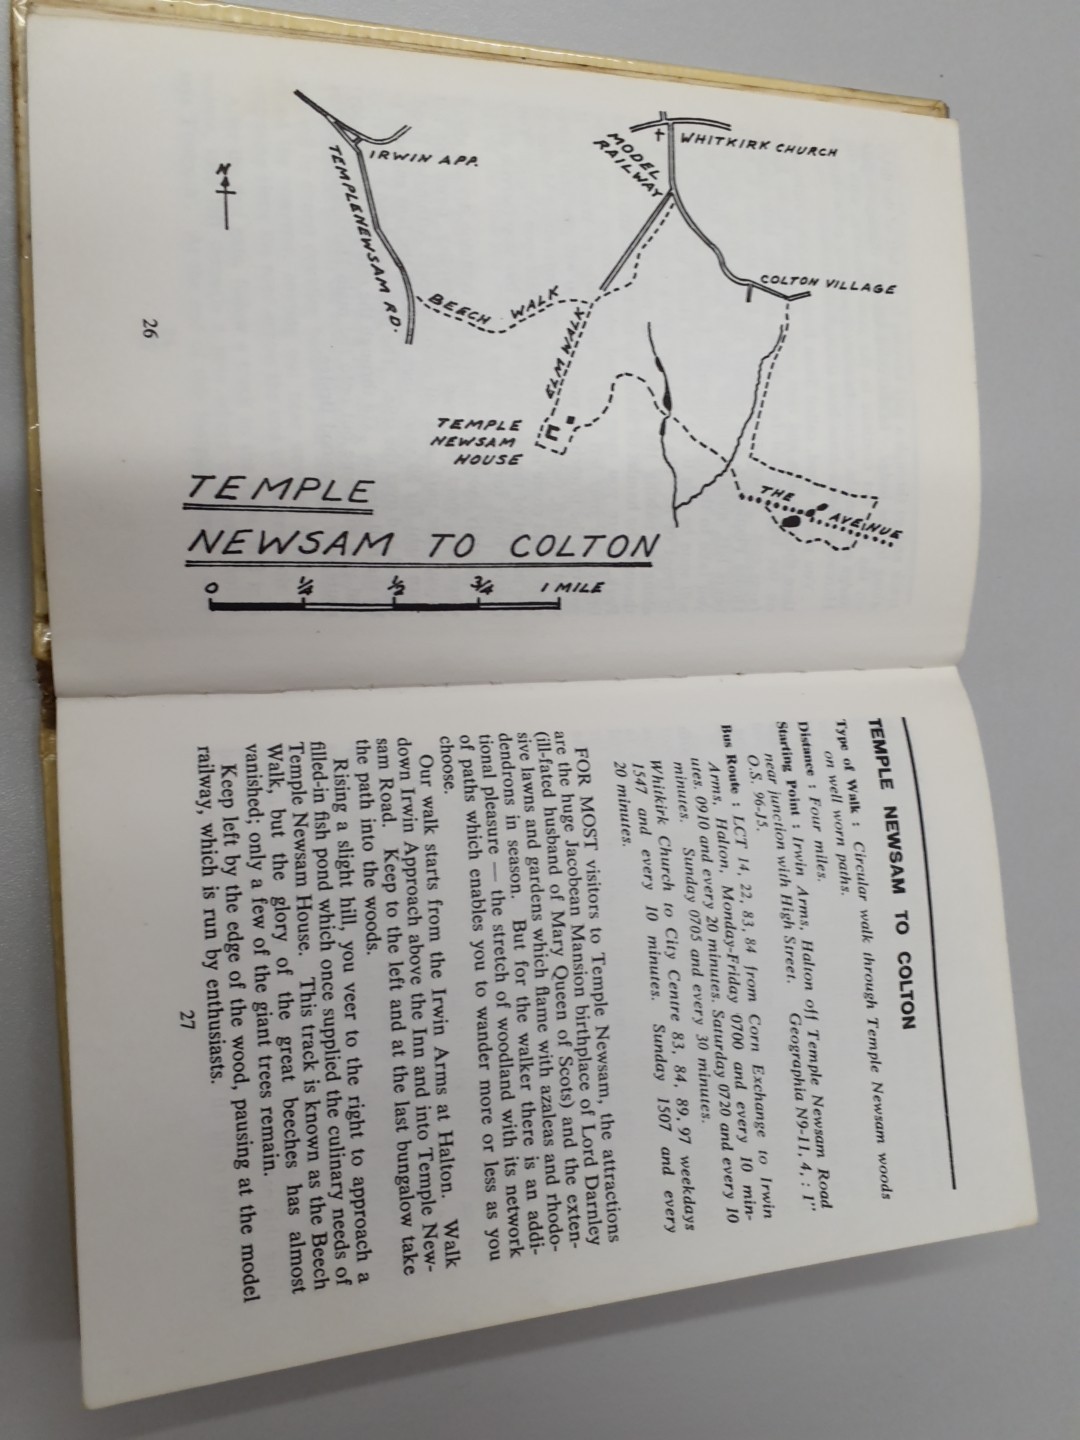 IRWIN APP.
TEMPLENEWSAM RD.
WHITKIRK CHURCH
MODEL
RAILWAY
COLTON VILLAGE
BEECH WALK
ELM WALK
TEMPLE
NEWSAM
HOUSE
THE AVENUE
N
TEMPLE
NEWSAM TO COLTON
0 1/4 1/2 3/4 1 MILE
26
TEMPLE NEWSAM TO COLTON
Type of Walk : Circular walk through Temple Newsam woods
on well worn paths.
Distance : Four miles.
Starting Point : Irwin Arms, Halton off Temple Newsam Road
near junction with High Street. Geographia N9-11, 4, : 1"
O.S. 96-15.
Bus Route : LCT 14, 22, 83, 84 from Corn Exchange to Irwin
Arms, Halton, Monday-Friday 0700 and every 10 min-
utes. 0910 and every 20 minutes. Saturday 0720 and every 10
minutes. Sunday 0705 and every 30 minutes.
Whitkirk Church to City Centre 83, 84, 89, 97 weekdays
1547 and every 10 minutes. Sunday 1507 and every
20 minutes.
FOR MOST visitors to Temple Newsam, the attractions
are the huge Jacobean Mansion birthplace of Lord Darnley
(ill-fated husband of Mary Queen of Scots) and the exten-
sive lawns and gardens which flame with azaleas and rhodo-
dendrons in season. But for the walker there is an addi-
tional pleasure — the stretch of woodland with its network
of paths which enables you to wander more or less as you
choose.
Our walk starts from the Irwin Arms at Halton. Walk
down Irwin Approach above the Inn and into Temple New-
sam Road. Keep to the left and at the last bungalow take
the path into the woods.
Rising a slight hill, you veer to the right to approach a
filled-in fish pond which once supplied the culinary needs of
Temple Newsam House. This track is known as the Beech
Walk, but the glory of the great beeches has almost
vanished; only a few of the giant trees remain.
Keep left by the edge of the wood, pausing at the model
railway, which is run by enthusiasts.
27